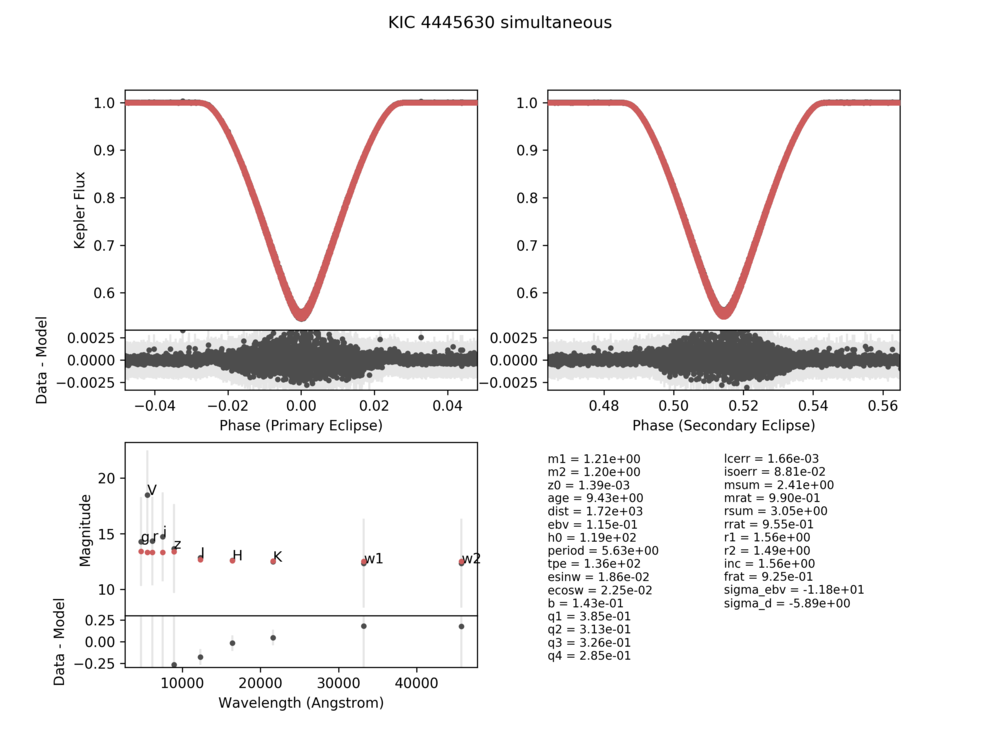 KIC 4445630 simultaneous
1.0
0.9
0.8
0.7
0.6
Kepler Flux
0.0025
0.0000
−0.0025
Data - Model
−0.04 −0.02 0.00 0.02 0.04
Phase (Primary Eclipse)
1.0
0.9
0.8
0.7
0.6
0.0025
0.0000
−0.0025
0.48 0.50 0.52 0.54 0.56
Phase (Secondary Eclipse)
20
15
10
Magnitude
V
g r i z J H K w1 w2
0.25
0.00
−0.25
Data - Model
10000 20000 30000 40000
Wavelength (Angstrom)
m1 = 1.21e+00
m2 = 1.20e+00
z0 = 1.39e-03
age = 9.43e+00
dist = 1.72e+03
ebv = 1.15e-01
h0 = 1.19e+02
period = 5.63e+00
tpe = 1.36e+02
esinw = 1.86e-02
ecosw = 2.25e-02
b = 1.43e-01
q1 = 3.85e-01
q2 = 3.13e-01
q3 = 3.26e-01
q4 = 2.85e-01
lcerr = 1.66e-03
isoerr = 8.81e-02
msum = 2.41e+00
mrat = 9.90e-01
rsum = 3.05e+00
rrat = 9.55e-01
r1 = 1.56e+00
r2 = 1.49e+00
inc = 1.56e+00
frat = 9.25e-01
sigma_ebv = -1.18e+01
sigma_d = -5.89e+00